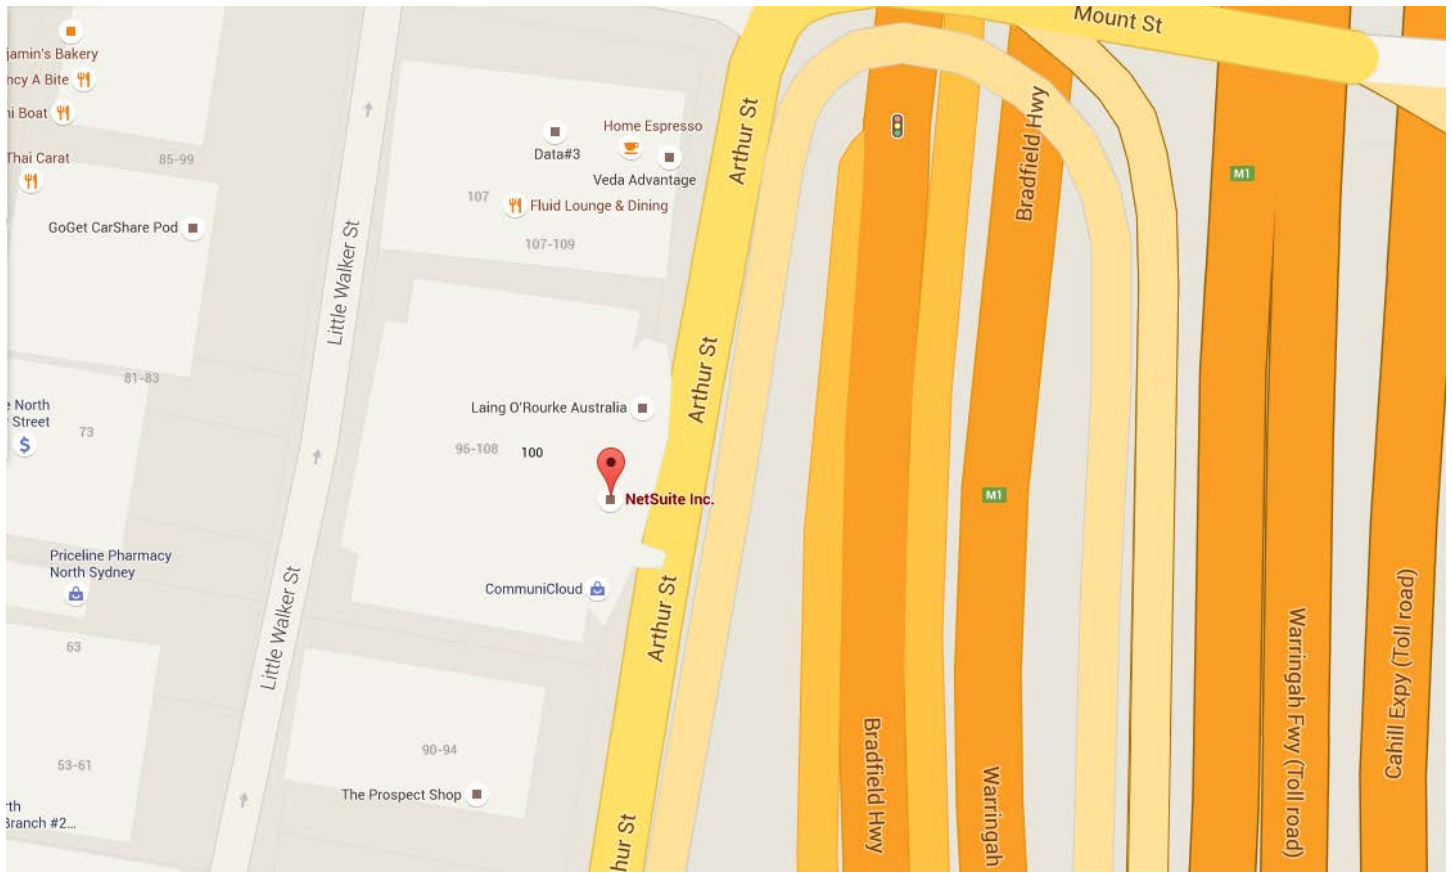 Mount St
jamin's Bakery
ncy A Bite
ni Boat
Thai Carat
85-99
GoGet CarShare Pod
Home Espresso
Data#3
Veda Advantage
107
Fluid Lounge & Dining
107-109
Arthur St
Bradfield Hwy
M1
Little Walker St
81-83
e North
Street
73
Laing O'Rourke Australia
Arthur St
96-108
100
NetSuite Inc.
M1
Priceline Pharmacy
North Sydney
CommuniCloud
Arthur St
Little Walker St
63
90-94
53-61
The Prospect Shop
rth
Branch #2...
hur St
Bradfield Hwy
Warringah
Warringah Fwy (Toll road)
Cahill Expy (Toll road)